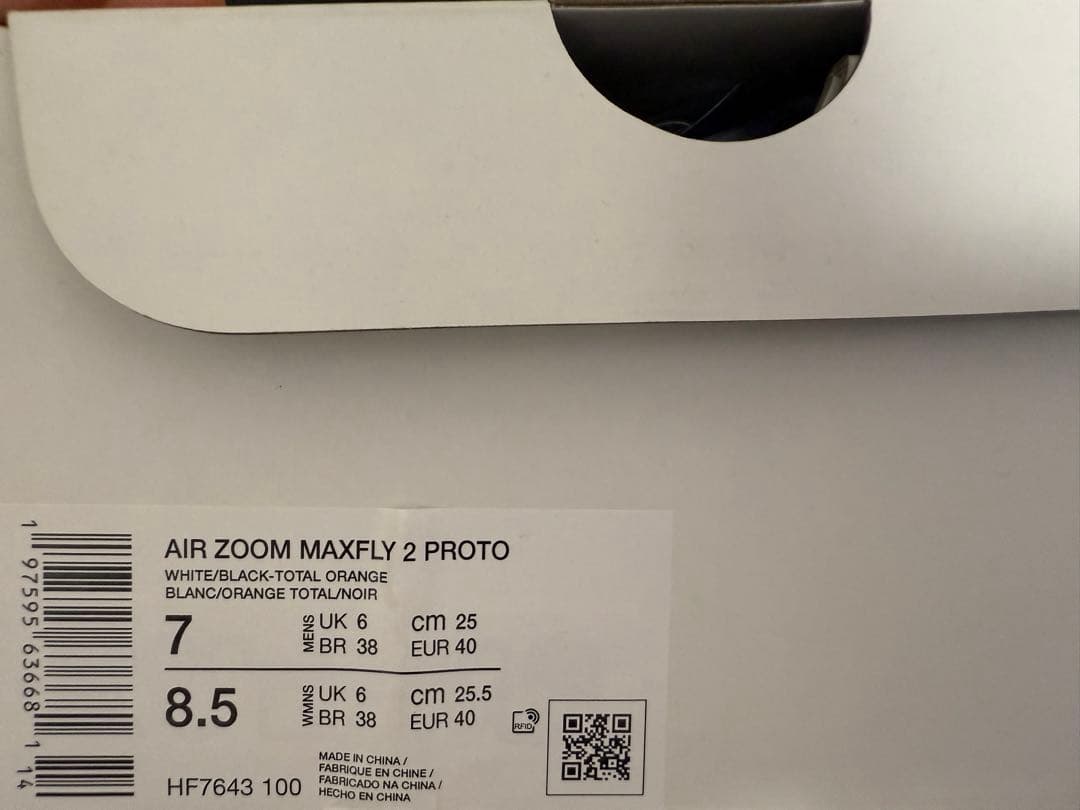 AIR ZOOM MAXFLY 2 PROTO
WHITE/BLACK-TOTAL ORANGE
BLANC/ORANGE TOTAL/NOIR
7 MENS UK 6 cm 25
BR 38 EUR 40
8.5 WMNS UK 6 cm 25.5
BR 38 EUR 40
RFID
HF7643 100
MADE IN CHINA /
FABRIQUE EN CHINE /
FABRICADO NA CHINA /
HECHO EN CHINA
1 97595 63668 1 14